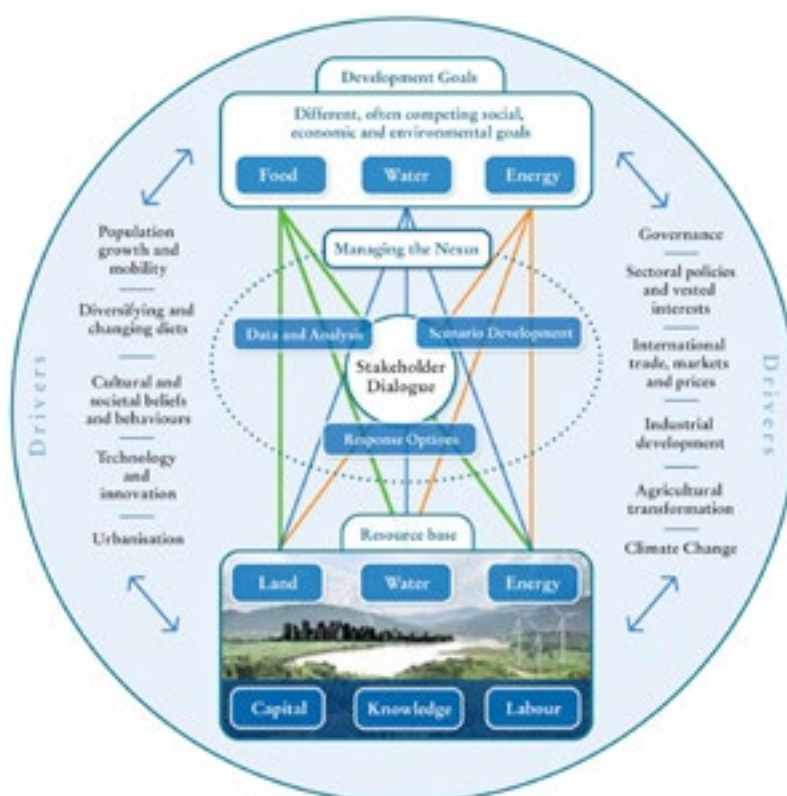 Development Goals
Different, often competing social,
economic and environmental goals
Food
Water
Energy
Managing the Nexus
Data and Analysis
Scenario Development
Stakeholder
Dialogue
Response Options
Drivers
Population
growth and
mobility
Diversifying and
changing diets
Cultural and
societal beliefs
and behaviours
Technology
and
innovation
Urbanisation
Governance
Sectoral policies
and vested
interests
International
trade, markets
and prices
Industrial
development
Agricultural
transformation
Climate Change
Drivers
Resource base
Land
Water
Energy
Capital
Knowledge
Labour